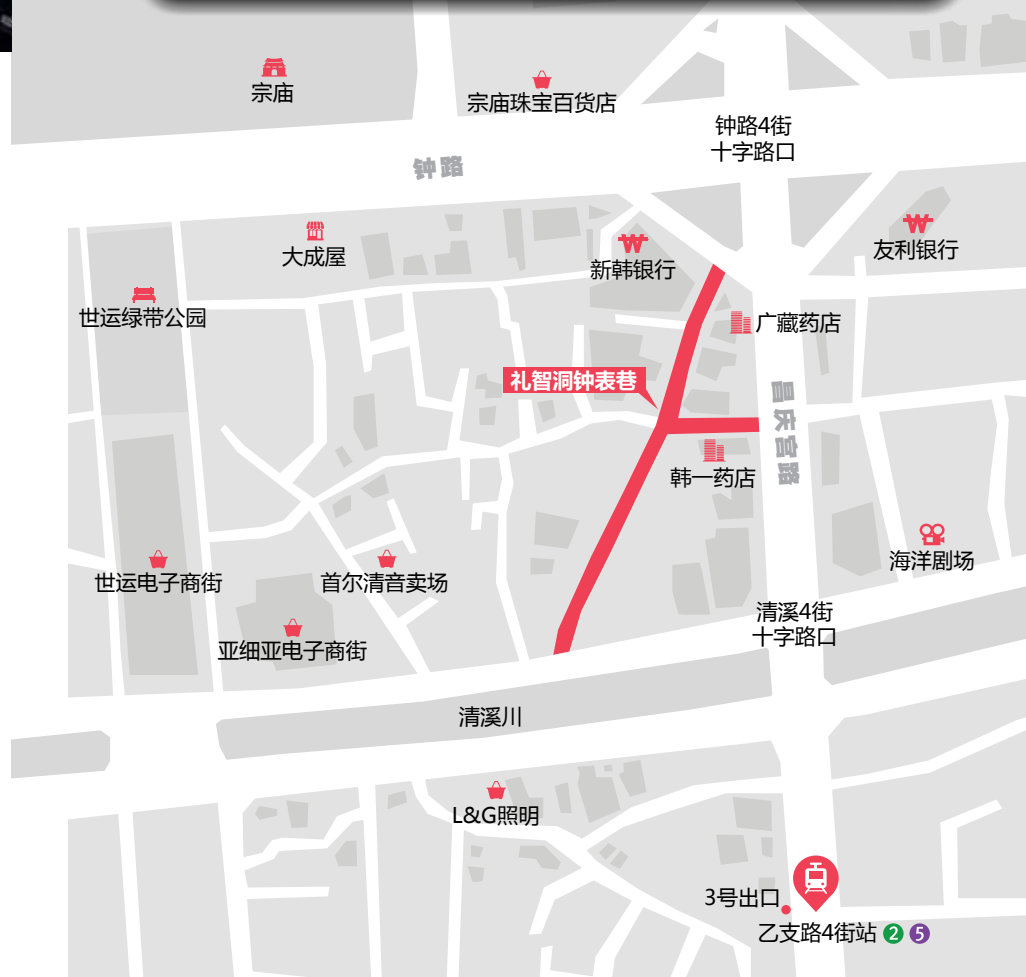 宗庙
宗庙珠宝百货店
钟路4街
十字路口
钟路
大成屋
新韩银行
友利银行
世运绿带公园
广藏药店
礼智洞钟表巷
昌庆宫路
韩一药店
海洋剧场
世运电子商街
首尔清音卖场
清溪4街
十字路口
亚细亚电子商街
清溪川
L&G照明
3号出口
乙支路4街站 2 5